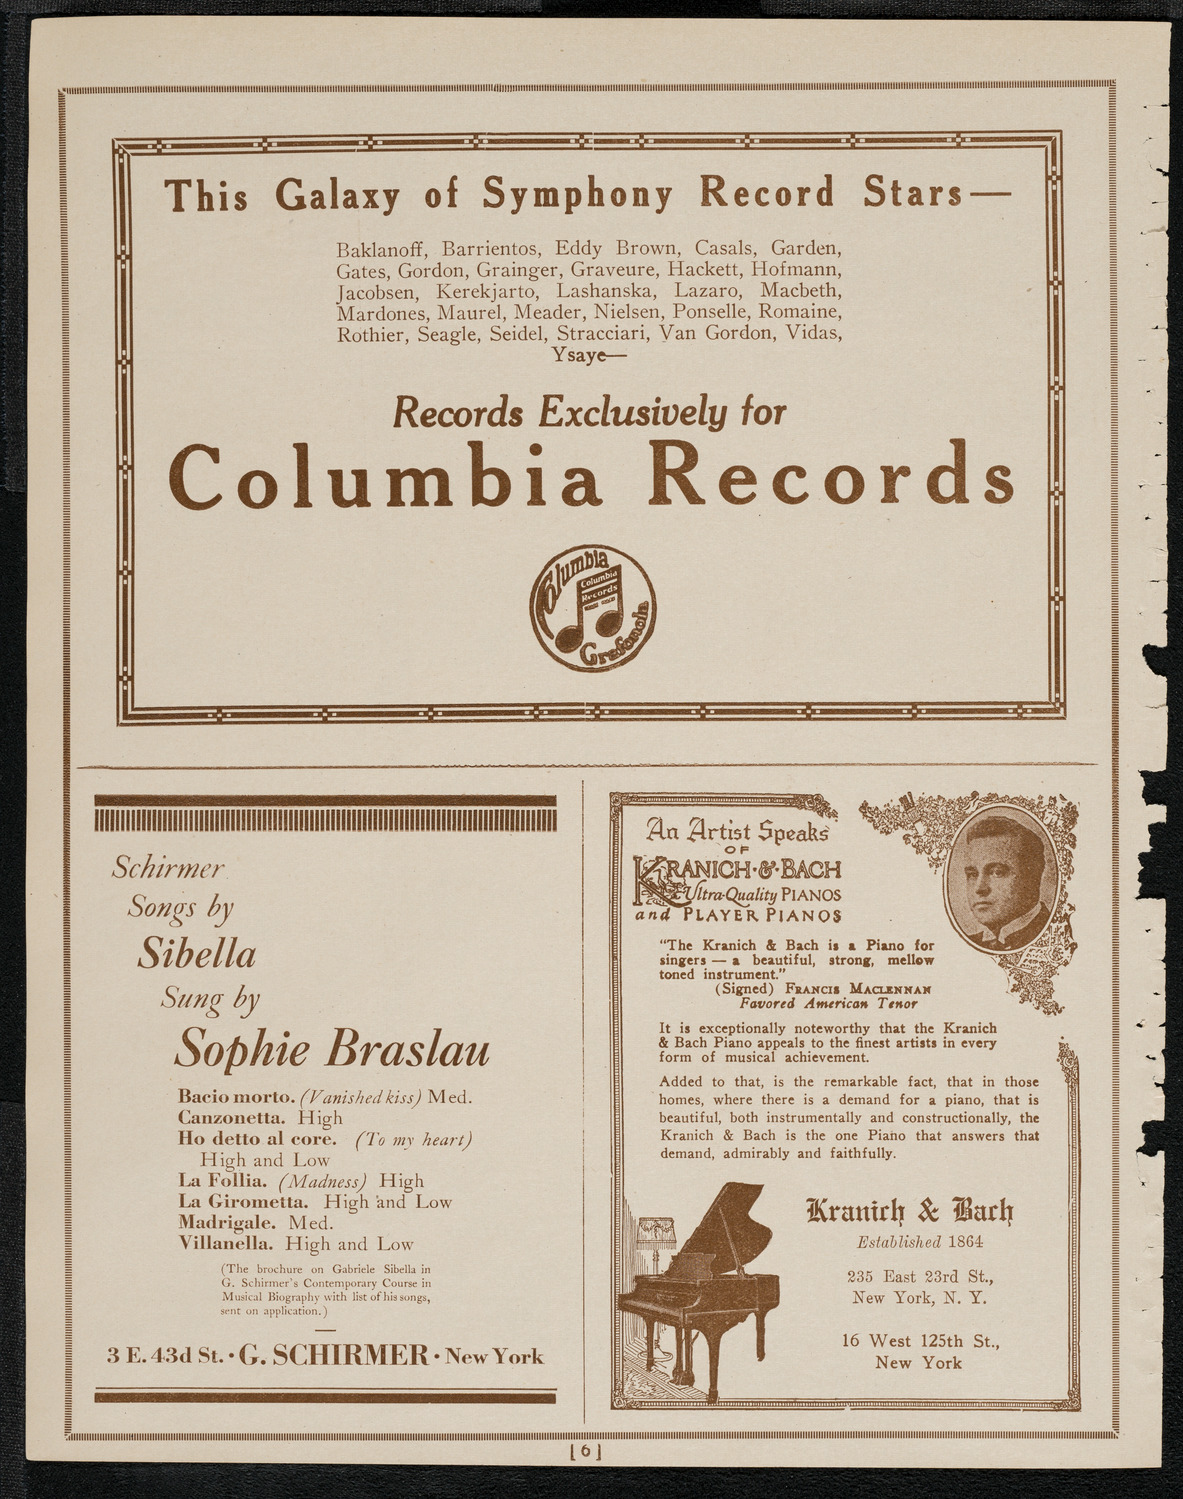 This Galaxy of Symphony Record Stars—
Baklanoff, Barrientos, Eddy Brown, Casals, Garden,
Gates, Gordon, Grainger, Graveure, Hackett, Hofmann,
Jacobsen, Kerekjarto, Lashanska, Lazaro, Macbeth,
Mardones, Maurel, Meader, Nielsen, Ponselle, Romaine,
Rothier, Seagle, Seidel, Stracciari, Van Gordon, Vidas,
Ysaye—
Records Exclusively for
Columbia Records
Columbia
Columbia
Records
Grafonola
Schirmer
Songs by
Sibella
Sung by
Sophie Braslau
Bacio morto. (Vanished kiss) Med.
Canzonetta. High
Ho detto al core. (To my heart)
High and Low
La Follia. (Madness) High
La Girometta. High and Low
Madrigale. Med.
Villanella. High and Low
(The brochure on Gabriele Sibella in
G. Schirmer's Contemporary Course in
Musical Biography with list of his songs,
sent on application.)
3 E. 43d St. · G. SCHIRMER · New York
An Artist Speaks
OF
KRANICH·&·BACH
Ultra-Quality PIANOS
and PLAYER PIANOS
"The Kranich & Bach is a Piano for
singers — a beautiful, strong, mellow
toned instrument."
(Signed) FRANCIS MACLENNAN
Favored American Tenor
It is exceptionally noteworthy that the Kranich
& Bach Piano appeals to the finest artists in every
form of musical achievement.
Added to that, is the remarkable fact, that in those
homes, where there is a demand for a piano, that is
beautiful, both instrumentally and constructionally, the
Kranich & Bach is the one Piano that answers that
demand, admirably and faithfully.
Kranich & Bach
Established 1864
235 East 23rd St.,
New York, N. Y.
16 West 125th St.,
New York
[6]